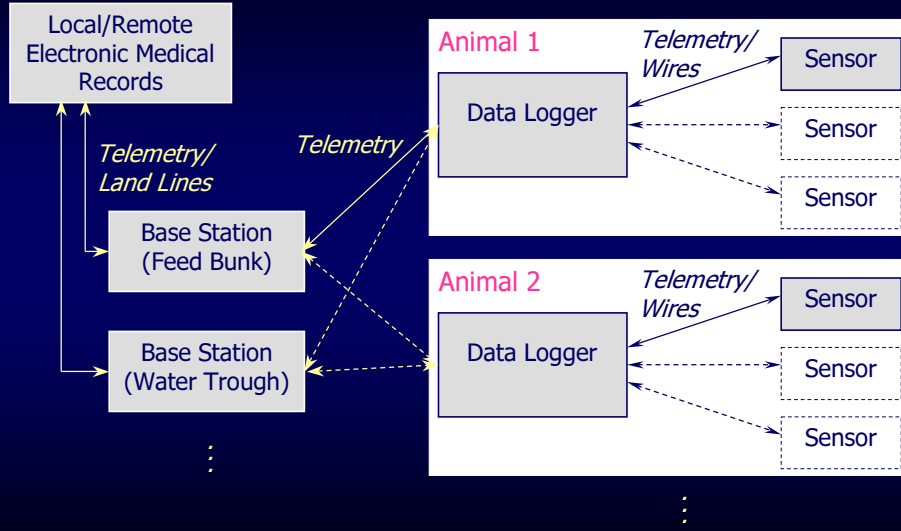 Local/Remote
Electronic Medical
Records
Telemetry/
Land Lines
Telemetry
Base Station
(Feed Bunk)
Base Station
(Water Trough)
⋮
Animal 1
Data Logger
Telemetry/
Wires
Sensor
Sensor
Sensor
Animal 2
Data Logger
Telemetry/
Wires
Sensor
Sensor
Sensor
⋮